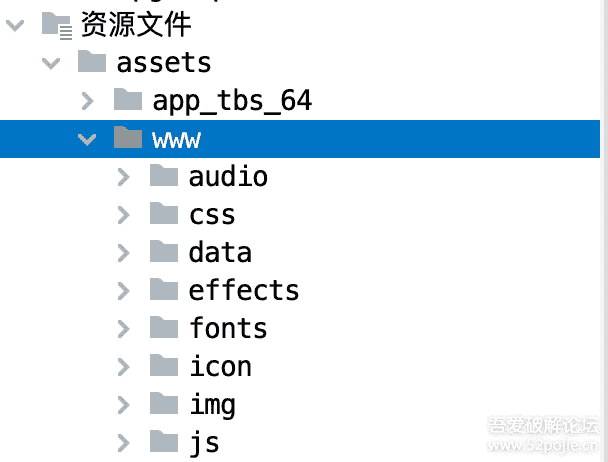 资源文件
assets
app_tbs_64
www
audio
css
data
effects
fonts
icon
img
js
吾爱破解论坛
www.52pojie.cn